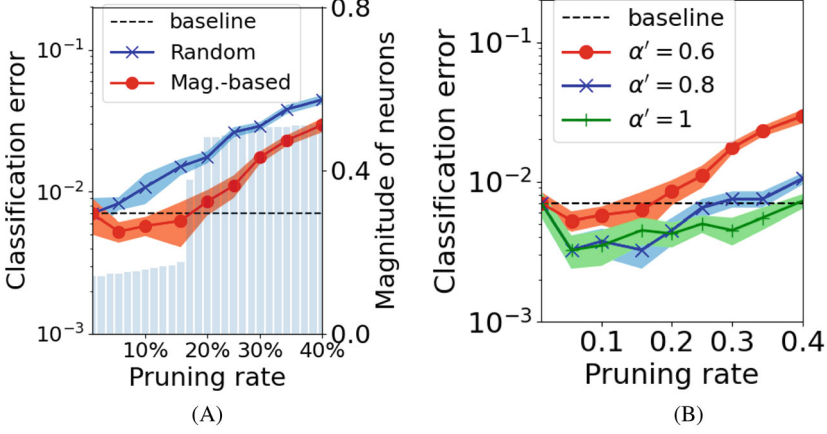 baseline
Random
Mag.-based
Classification error
10⁻¹
10⁻²
10⁻³
0.8
0.4
0.0
Magnitude of neurons
10% 20% 30% 40%
Pruning rate
(A)
baseline
α′ = 0.6
α′ = 0.8
α′ = 1
Classification error
10⁻¹
10⁻²
10⁻³
0.1 0.2 0.3 0.4
Pruning rate
(B)